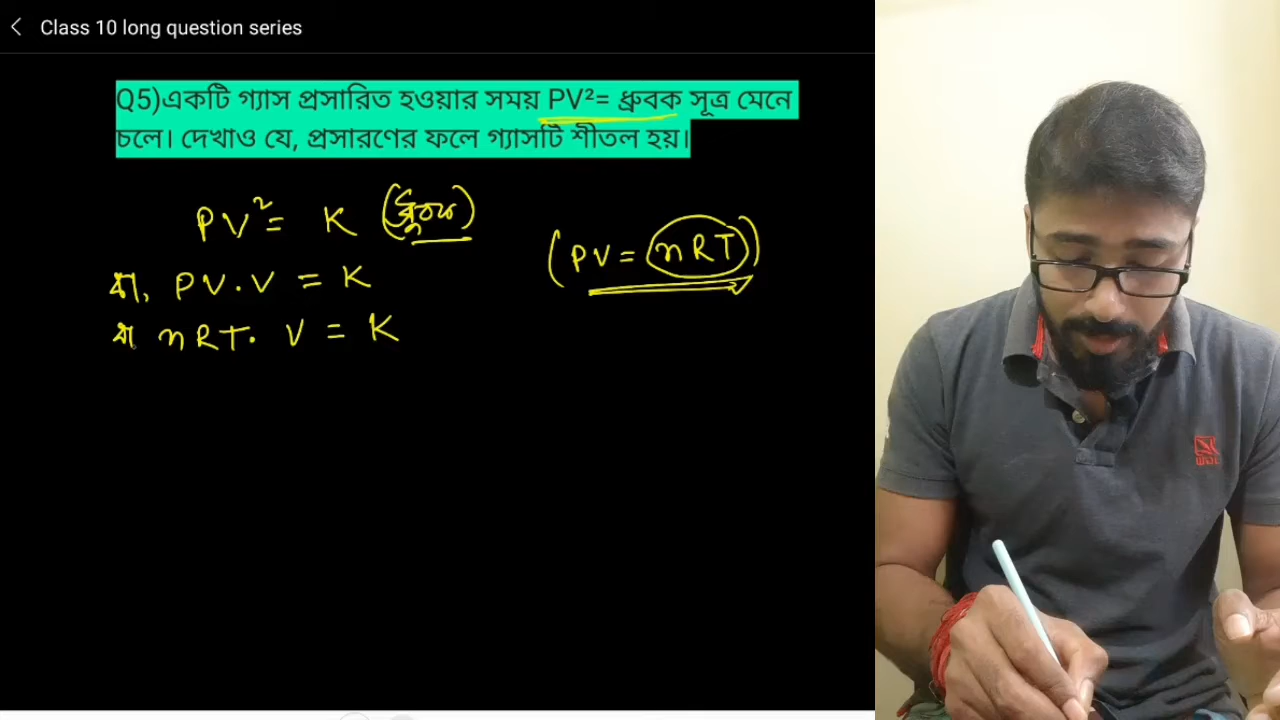 Class 10 long question series
Q5)একটি গ্যাস প্রসারিত হওয়ার সময় PV²= ধ্রুবক সূত্র মেনে
চলে। দেখাও যে, প্রসারণের ফলে গ্যাসটি শীতল হয়।
PV² = K (ধ্রুবক)
(PV = nRT)
বা, PV·V = K
বা nRT· V = K